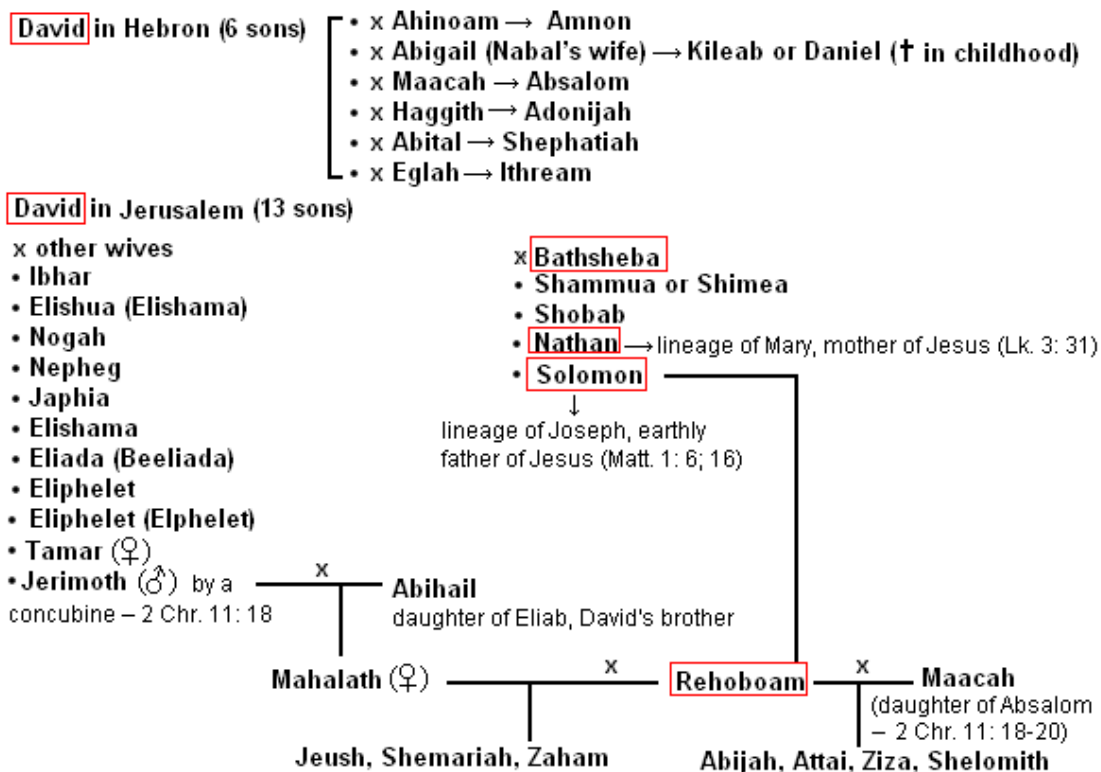 David in Hebron (6 sons)
• x Ahinoam → Amnon
• x Abigail (Nabal's wife) → Kileab or Daniel († in childhood)
• x Maacah → Absalom
• x Haggith → Adonijah
• x Abital → Shephatiah
• x Eglah → Ithream
David in Jerusalem (13 sons)
x other wives
• Ibhar
• Elishua (Elishama)
• Nogah
• Nepheg
• Japhia
• Elishama
• Eliada (Beeliada)
• Eliphelet
• Eliphelet (Elphelet)
• Tamar (♀)
• Jerimoth (♂) by a
concubine – 2 Chr. 11: 18
x Bathsheba
• Shammua or Shimea
• Shobab
• Nathan → lineage of Mary, mother of Jesus (Lk. 3: 31)
• Solomon
↓
lineage of Joseph, earthly
father of Jesus (Matt. 1: 6; 16)
x
Abihail
daughter of Eliab, David's brother
Mahalath (♀)
x
Rehoboam
x
Maacah
(daughter of Absalom
– 2 Chr. 11: 18-20)
Jeush, Shemariah, Zaham
Abijah, Attai, Ziza, Shelomith